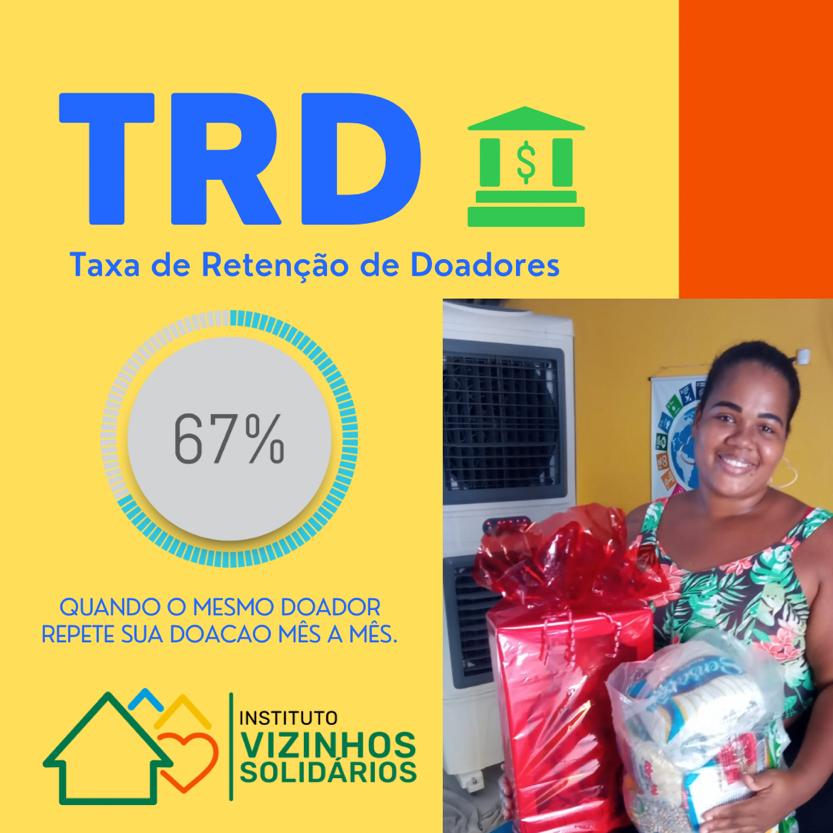 TRD
$
Taxa de Retenção de Doadores
67%
QUANDO O MESMO DOADOR
REPETE SUA DOACAO MÊS A MÊS.
INSTITUTO
VIZINHOS
SOLIDÁRIOS